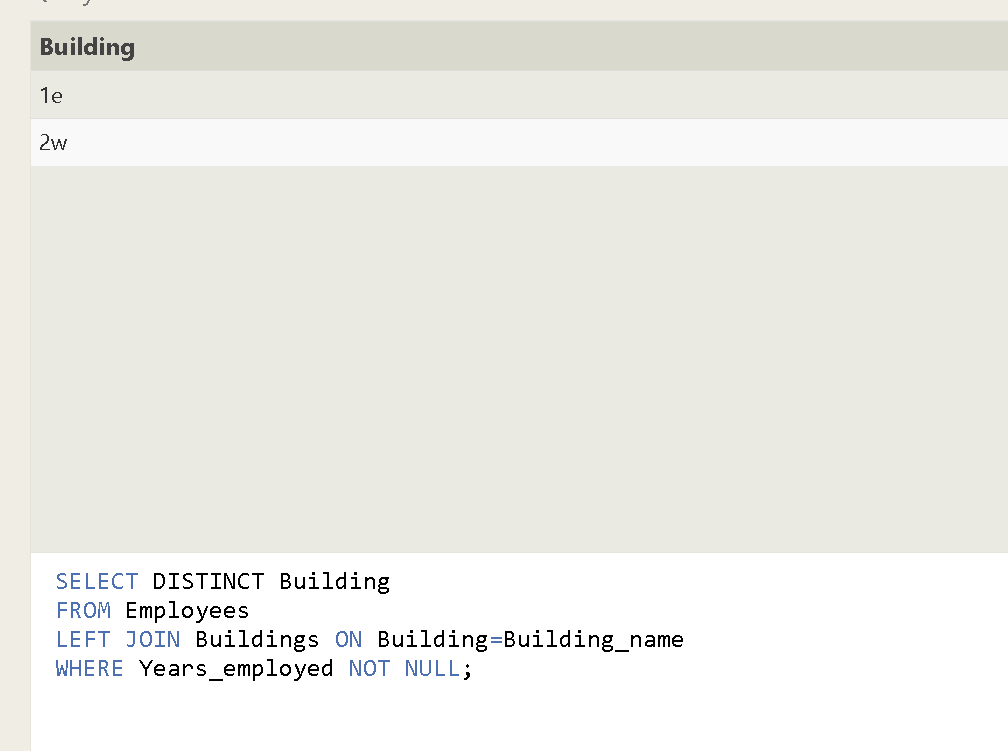 Building
1e
2w
SELECT DISTINCT Building
FROM Employees
LEFT JOIN Buildings ON Building=Building_name
WHERE Years_employed NOT NULL;